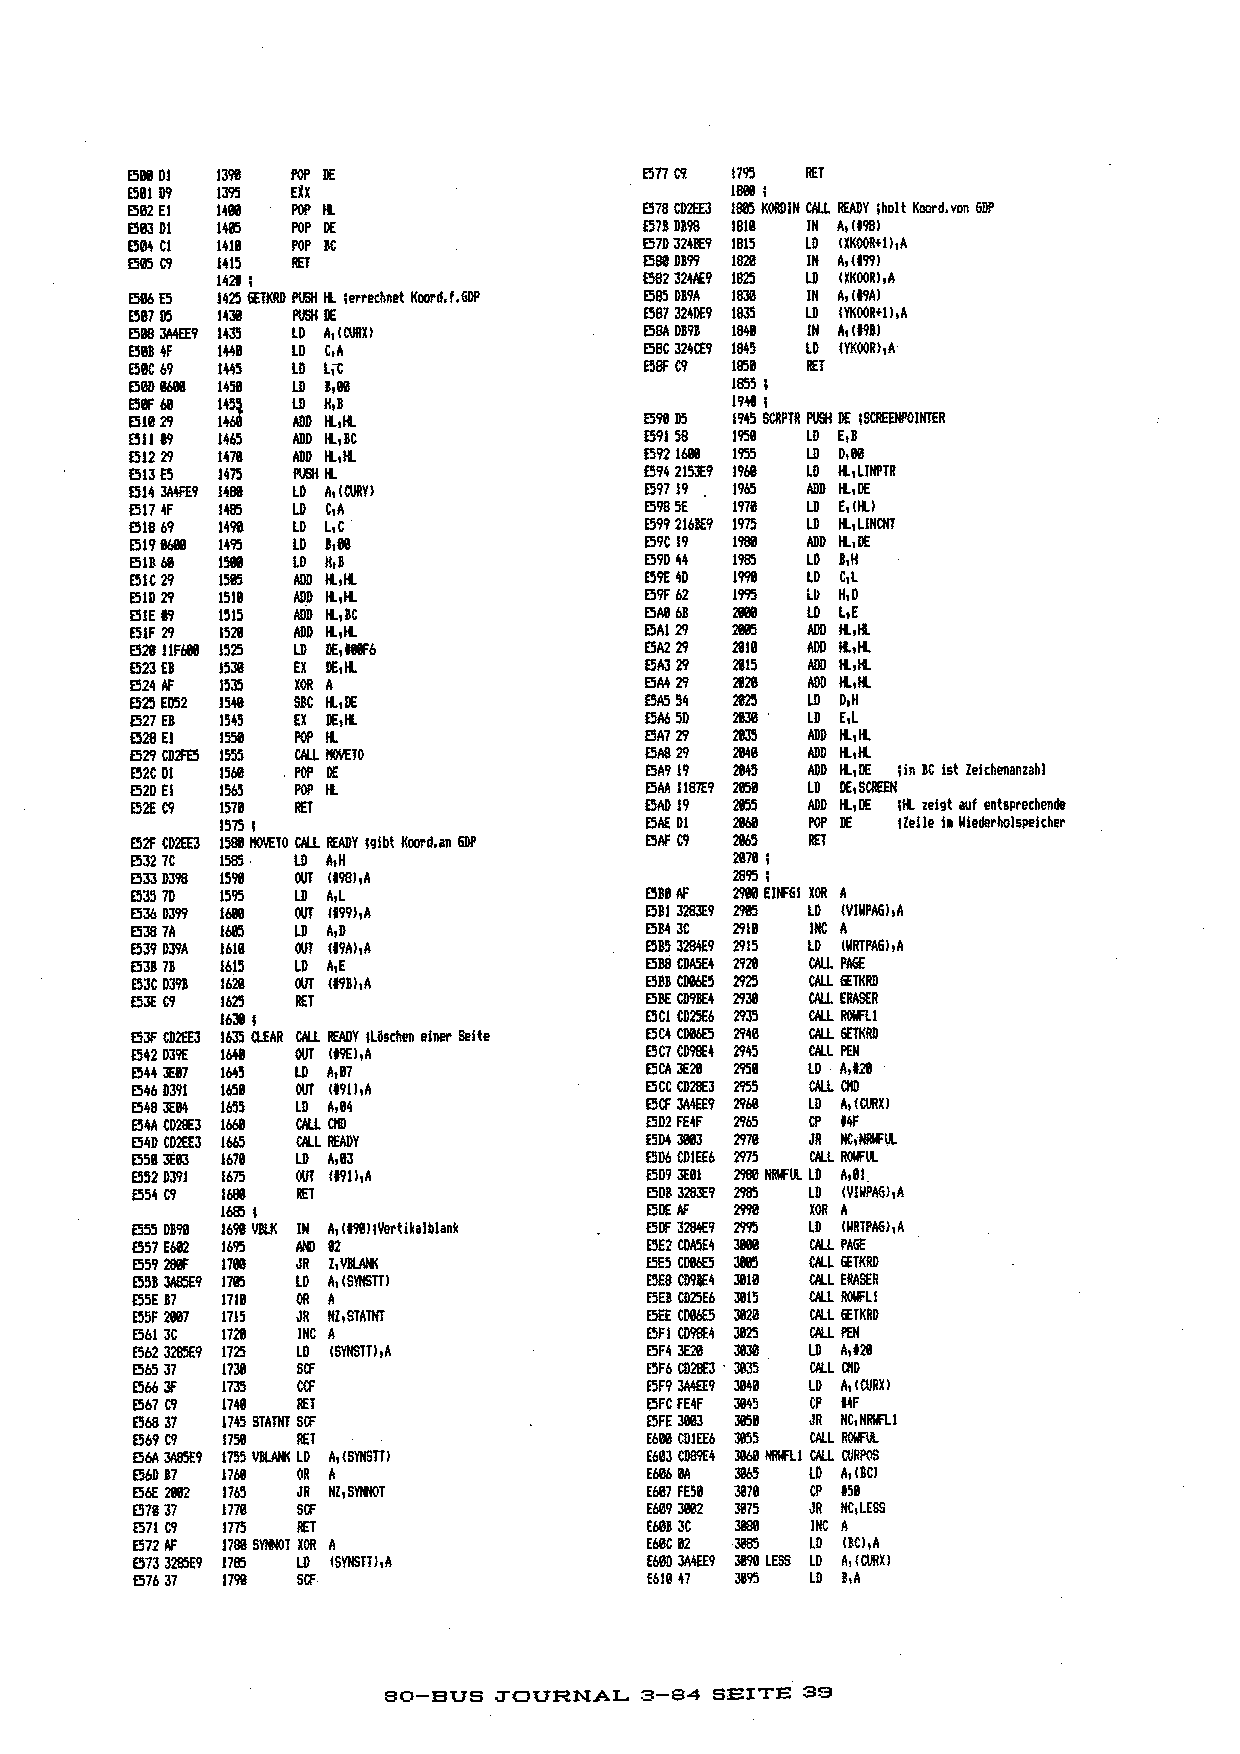 E500 D1 1390 POP DE
E501 D9 1395 EXX
E502 E1 1400 POP HL
E503 D1 1405 POP DE
E504 C1 1410 POP BC
E505 C9 1415 RET
1420 ;
E506 E5 1425 GETKRD PUSH HL ;errechnet Koord.f.GDP
E507 D5 1430 PUSH DE
E508 3A4EE9 1435 LD A,(CURX)
E50B 4F 1440 LD C,A
E50C 69 1445 LD L,C
E50D 0600 1450 LD B,00
E50F 60 1455 LD H,B
E510 29 1460 ADD HL,HL
E511 09 1465 ADD HL,BC
E512 29 1470 ADD HL,HL
E513 E5 1475 PUSH HL
E514 3A4FE9 1480 LD A,(CURY)
E517 4F 1485 LD C,A
E518 69 1490 LD L,C
E519 0600 1495 LD B,00
E51B 60 1500 LD H,B
E51C 29 1505 ADD HL,HL
E51D 29 1510 ADD HL,HL
E51E 09 1515 ADD HL,BC
E51F 29 1520 ADD HL,HL
E520 11F600 1525 LD DE,#00F6
E523 EB 1530 EX DE,HL
E524 AF 1535 XOR A
E525 ED52 1540 SBC HL,DE
E527 EB 1545 EX DE,HL
E528 E1 1550 POP HL
E529 CD2FE5 1555 CALL MOVETO
E52C D1 1560 POP DE
E52D E1 1565 POP HL
E52E C9 1570 RET
1575 ;
E52F CD2EE3 1580 MOVETO CALL READY ;gibt Koord.an GDP
E532 7C 1585 LD A,H
E533 D398 1590 OUT (#98),A
E535 7D 1595 LD A,L
E536 D399 1600 OUT (#99),A
E538 7A 1605 LD A,D
E539 D39A 1610 OUT (#9A),A
E53B 7B 1615 LD A,E
E53C D39B 1620 OUT (#9B),A
E53E C9 1625 RET
1630 ;
E53F CD2EE3 1635 CLEAR CALL READY ;Löschen einer Seite
E542 D39E 1640 OUT (#9E),A
E544 3E07 1645 LD A,07
E546 D391 1650 OUT (#91),A
E548 3E04 1655 LD A,04
E54A CD28E3 1660 CALL CMD
E54D CD2EE3 1665 CALL READY
E550 3E03 1670 LD A,03
E552 D391 1675 OUT (#91),A
E554 C9 1680 RET
1685 ;
E555 DB90 1690 VBLK IN A,(#90);Vertikalblank
E557 E602 1695 AND 02
E559 280F 1700 JR Z,VBLANK
E55B 3A85E9 1705 LD A,(SYNSTT)
E55E B7 1710 OR A
E55F 2007 1715 JR NZ,STATNT
E561 3C 1720 INC A
E562 3285E9 1725 LD (SYNSTT),A
E565 37 1730 SCF
E566 3F 1735 CCF
E567 C9 1740 RET
E568 37 1745 STATNT SCF
E569 C9 1750 RET
E56A 3A85E9 1755 VBLANK LD A,(SYNSTT)
E56D B7 1760 OR A
E56E 2002 1765 JR NZ,SYNNOT
E570 37 1770 SCF
E571 C9 1775 RET
E572 AF 1780 SYNNOT XOR A
E573 3285E9 1785 LD (SYNSTT),A
E576 37 1790 SCF
E577 C9 1795 RET
1800 ;
E578 CD2EE3 1805 KORDIN CALL READY ;holt Koord.von GDP
E57B DB98 1810 IN A,(#98)
E57D 324BE9 1815 LD (XKOOR+1),A
E580 DB99 1820 IN A,(#99)
E582 324AE9 1825 LD (XKOOR),A
E585 DB9A 1830 IN A,(#9A)
E587 324DE9 1835 LD (YKOOR+1),A
E58A DB9B 1840 IN A,(#9B)
E58C 324CE9 1845 LD (YKOOR),A
E58F C9 1850 RET
1855 ;
1940 ;
E590 D5 1945 SCRPTR PUSH DE ;SCREENPOINTER
E591 58 1950 LD E,B
E592 1600 1955 LD D,00
E594 2153E9 1960 LD HL,LINPTR
E597 19 1965 ADD HL,DE
E598 5E 1970 LD E,(HL)
E599 216BE9 1975 LD HL,LINCNT
E59C 19 1980 ADD HL,DE
E59D 44 1985 LD B,H
E59E 4D 1990 LD C,L
E59F 62 1995 LD H,D
E5A0 6B 2000 LD L,E
E5A1 29 2005 ADD HL,HL
E5A2 29 2010 ADD HL,HL
E5A3 29 2015 ADD HL,HL
E5A4 29 2020 ADD HL,HL
E5A5 54 2025 LD D,H
E5A6 5D 2030 LD E,L
E5A7 29 2035 ADD HL,HL
E5A8 29 2040 ADD HL,HL
E5A9 19 2045 ADD HL,DE ;in BC ist Zeichenanzahl
E5AA 1187E9 2050 LD DE,SCREEN
E5AD 19 2055 ADD HL,DE ;HL zeigt auf entsprechende
E5AE D1 2060 POP DE ;Zeile im Wiederholspeicher
E5AF C9 2065 RET
2070 ;
2895 ;
E5B0 AF 2900 EINFG1 XOR A
E5B1 3283E9 2905 LD (VIWPAG),A
E5B4 3C 2910 INC A
E5B5 3284E9 2915 LD (WRTPAG),A
E5B8 CDA5E4 2920 CALL PAGE
E5BB CD06E5 2925 CALL GETKRD
E5BE CD9BE4 2930 CALL ERASER
E5C1 CD25E6 2935 CALL ROWFL1
E5C4 CD06E5 2940 CALL GETKRD
E5C7 CD98E4 2945 CALL PEN
E5CA 3E20 2950 LD A,#20
E5CC CD28E3 2955 CALL CMD
E5CF 3A4EE9 2960 LD A,(CURX)
E5D2 FE4F 2965 CP #4F
E5D4 3003 2970 JR NC,NRWFUL
E5D6 CD1EE6 2975 CALL ROWFUL
E5D9 3E01 2980 NRWFUL LD A,01
E5DB 3283E9 2985 LD (VIWPAG),A
E5DE AF 2990 XOR A
E5DF 3284E9 2995 LD (WRTPAG),A
E5E2 CDA5E4 3000 CALL PAGE
E5E5 CD06E5 3005 CALL GETKRD
E5E8 CD9BE4 3010 CALL ERASER
E5EB CD25E6 3015 CALL ROWFL1
E5EE CD06E5 3020 CALL GETKRD
E5F1 CD98E4 3025 CALL PEN
E5F4 3E20 3030 LD A,#20
E5F6 CD28E3 3035 CALL CMD
E5F9 3A4EE9 3040 LD A,(CURX)
E5FC FE4F 3045 CP #4F
E5FE 3003 3050 JR NC,NRWFL1
E600 CD1EE6 3055 CALL ROWFUL
E603 CD89E4 3060 NRWFL1 CALL CURPOS
E606 0A 3065 LD A,(BC)
E607 FE50 3070 CP #50
E609 3002 3075 JR NC,LESS
E60B 3C 3080 INC A
E60C 02 3085 LD (BC),A
E60D 3A4EE9 3090 LESS LD A,(CURX)
E610 47 3095 LD B,A
80-BUS JOURNAL 3-84 SEITE 39